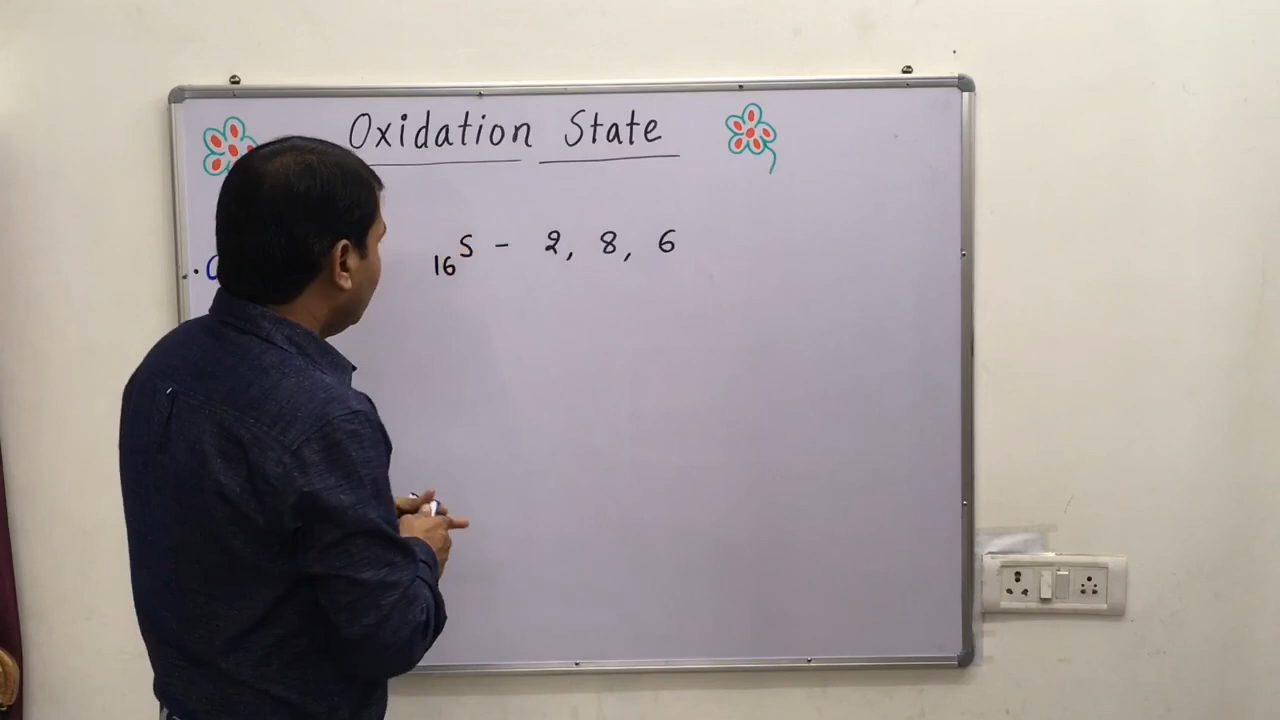 Oxidation State
₁₆S - 2, 8, 6